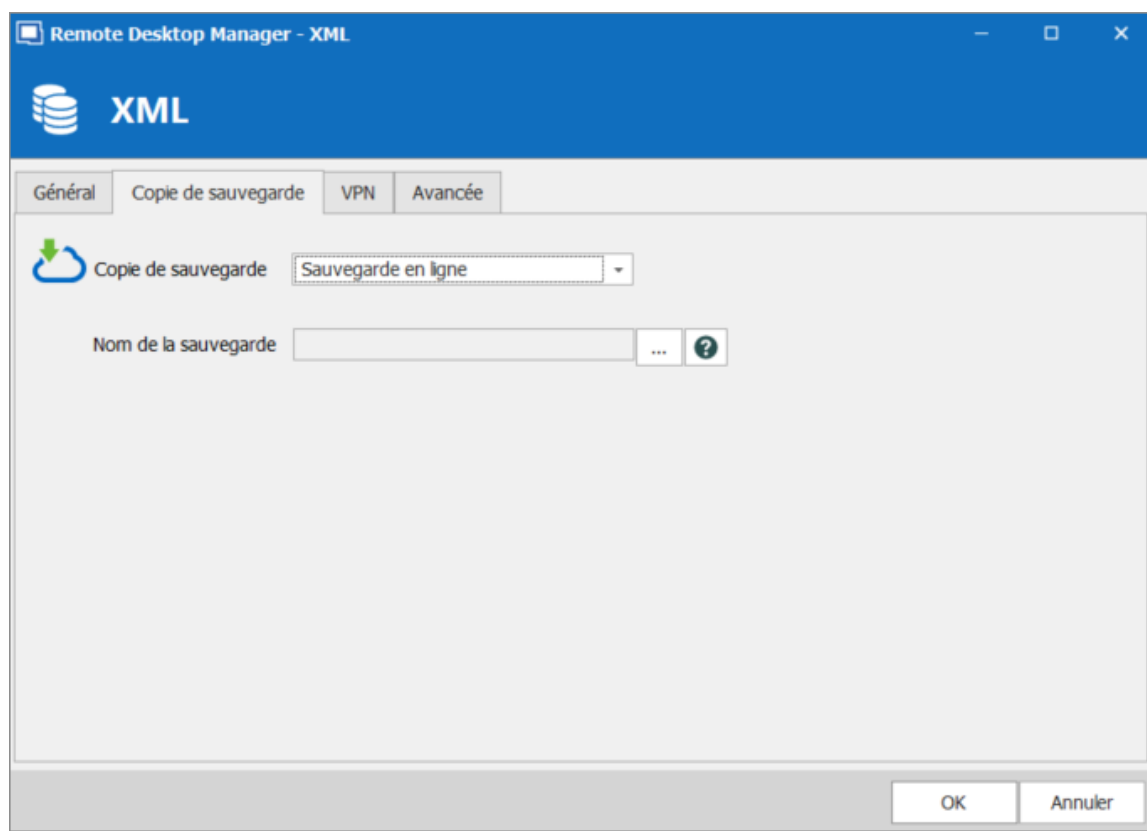 Remote Desktop Manager - XML
XML
Général Copie de sauvegarde VPN Avancée
Copie de sauvegarde Sauvegarde en ligne
Nom de la sauvegarde ... ?
OK Annuler